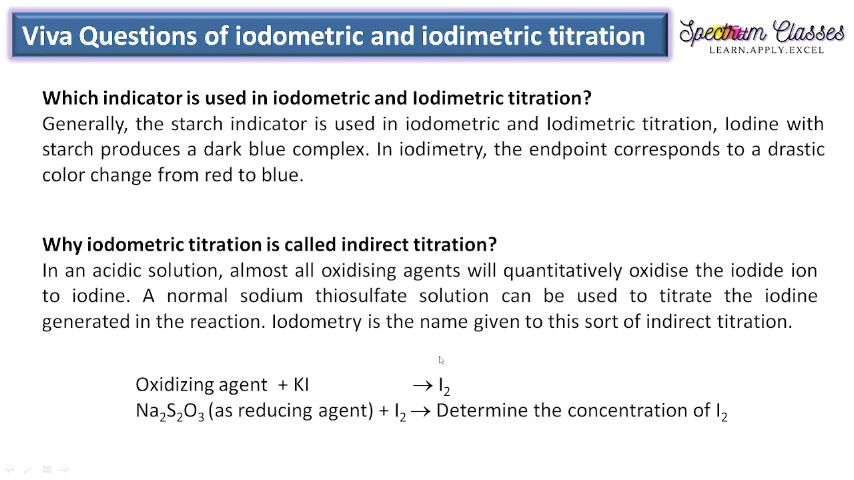 Viva Questions of iodometric and iodimetric titration
Spectrum Classes
LEARN.APPLY.EXCEL
Which indicator is used in iodometric and Iodimetric titration?
Generally, the starch indicator is used in iodometric and Iodimetric titration, Iodine with
starch produces a dark blue complex. In iodimetry, the endpoint corresponds to a drastic
color change from red to blue.
Why iodometric titration is called indirect titration?
In an acidic solution, almost all oxidising agents will quantitatively oxidise the iodide ion
to iodine. A normal sodium thiosulfate solution can be used to titrate the iodine
generated in the reaction. Iodometry is the name given to this sort of indirect titration.
Oxidizing agent + KI → I₂
Na₂S₂O₃ (as reducing agent) + I₂ → Determine the concentration of I₂